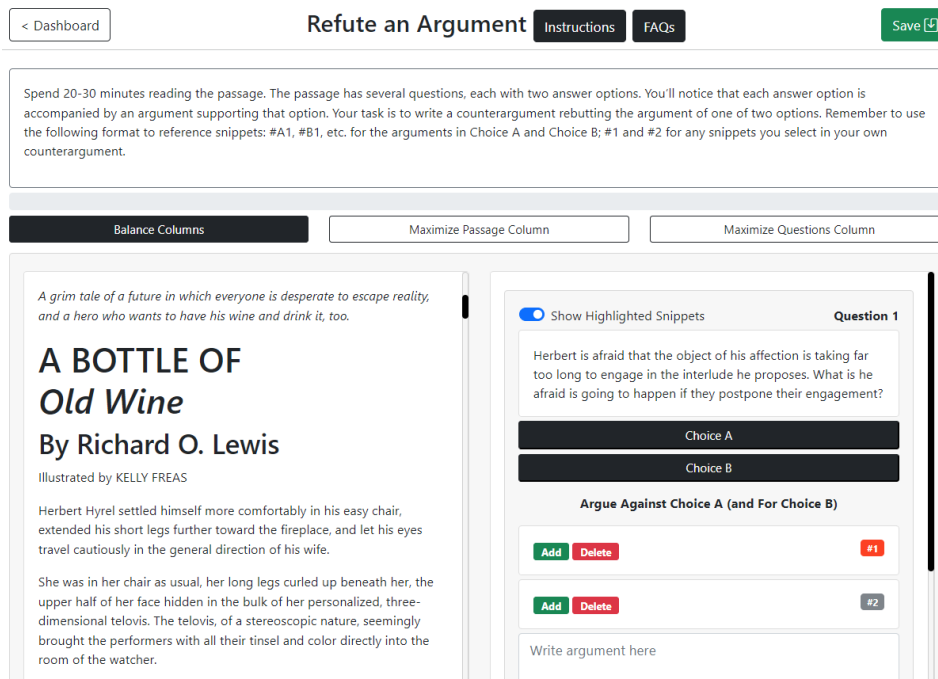 < Dashboard
Refute an Argument
Instructions
FAQs
Save
Spend 20-30 minutes reading the passage. The passage has several questions, each with two answer options. You'll notice that each answer option is
accompanied by an argument supporting that option. Your task is to write a counterargument rebutting the argument of one of two options. Remember to use
the following format to reference snippets: #A1, #B1, etc. for the arguments in Choice A and Choice B; #1 and #2 for any snippets you select in your own
counterargument.
Balance Columns
Maximize Passage Column
Maximize Questions Column
A grim tale of a future in which everyone is desperate to escape reality,
and a hero who wants to have his wine and drink it, too.
A BOTTLE OF
Old Wine
By Richard O. Lewis
Illustrated by KELLY FREAS
Herbert Hyrel settled himself more comfortably in his easy chair,
extended his short legs further toward the fireplace, and let his eyes
travel cautiously in the general direction of his wife.
She was in her chair as usual, her long legs curled up beneath her, the
upper half of her face hidden in the bulk of her personalized, three-
dimensional telovis. The telovis, of a stereoscopic nature, seemingly
brought the performers with all their tinsel and color directly into the
room of the watcher.
Show Highlighted Snippets
Question 1
Herbert is afraid that the object of his affection is taking far
too long to engage in the interlude he proposes. What is he
afraid is going to happen if they postpone their engagement?
Choice A
Choice B
Argue Against Choice A (and For Choice B)
Add Delete #1
Add Delete #2
Write argument here